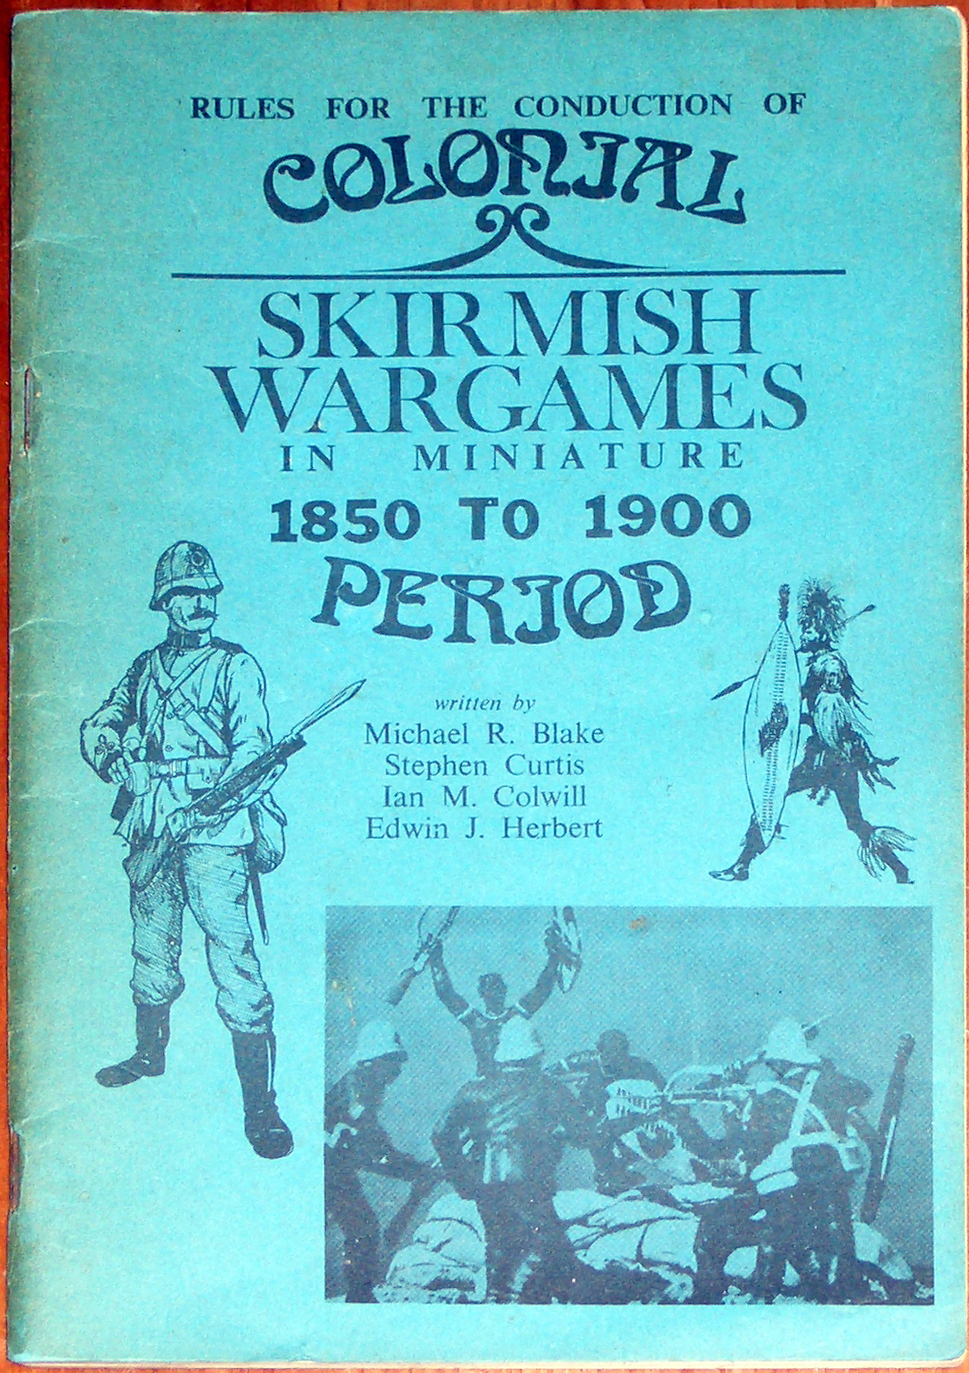 RULES FOR THE CONDUCTION OF
COLONIAL
SKIRMISH
WARGAMES
IN MINIATURE
1850 TO 1900
PERIOD
written by
Michael R. Blake
Stephen Curtis
Ian M. Colwill
Edwin J. Herbert